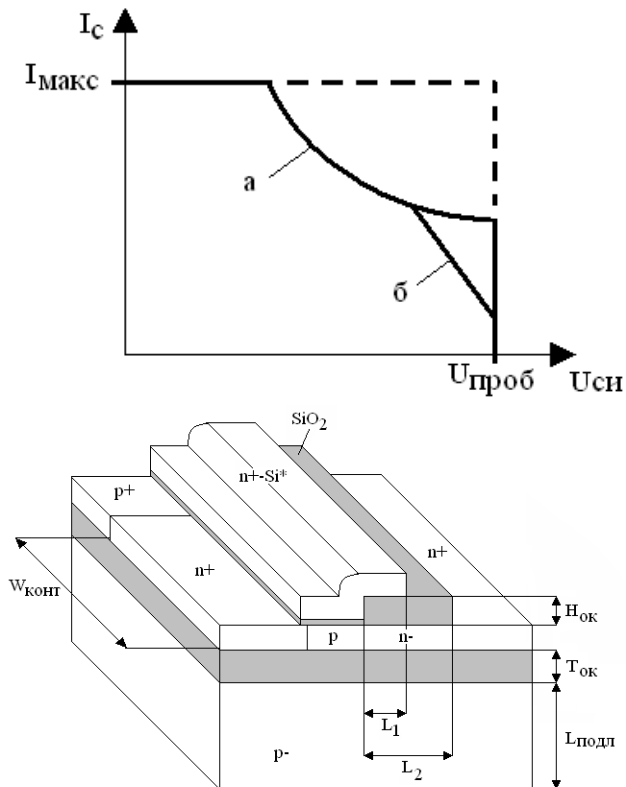 Iс
Iмакс
а
б
Uпроб
Uси
SiO2
n+-Si*
p+
n+
n+
Wконт
p
n-
Hок
Tок
L1
L2
Lподл
p-